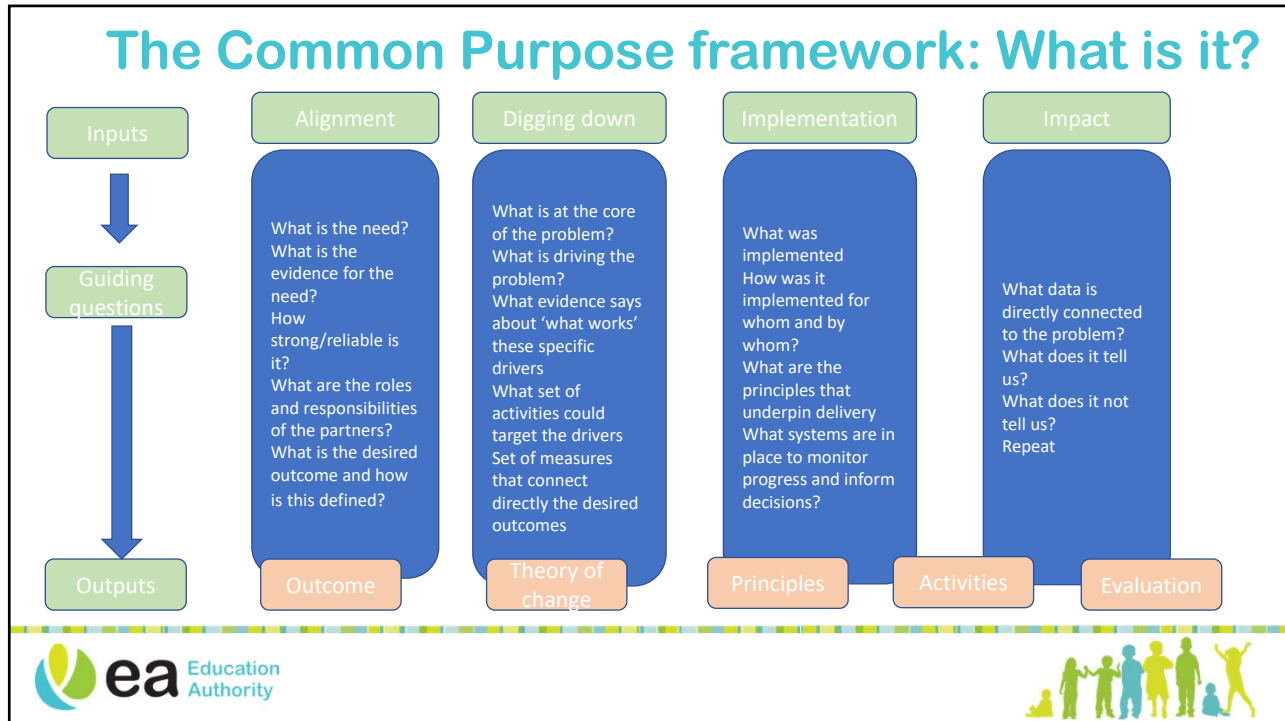 The Common Purpose framework: What is it?
Inputs
Guiding
questions
Outputs
Alignment
What is the need?
What is the
evidence for the
need?
How
strong/reliable is
it?
What are the roles
and responsibilities
of the partners?
What is the desired
outcome and how
is this defined?
Outcome
Digging down
What is at the core
of the problem?
What is driving the
problem?
What evidence says
about ‘what works’
these specific
drivers
What set of
activities could
target the drivers
Set of measures
that connect
directly the desired
outcomes
Theory of
change
Implementation
What was
implemented
How was it
implemented for
whom and by
whom?
What are the
principles that
underpin delivery
What systems are in
place to monitor
progress and inform
decisions?
Principles
Activities
Impact
What data is
directly connected
to the problem?
What does it tell
us?
What does it not
tell us?
Repeat
Evaluation
ea Education
Authority